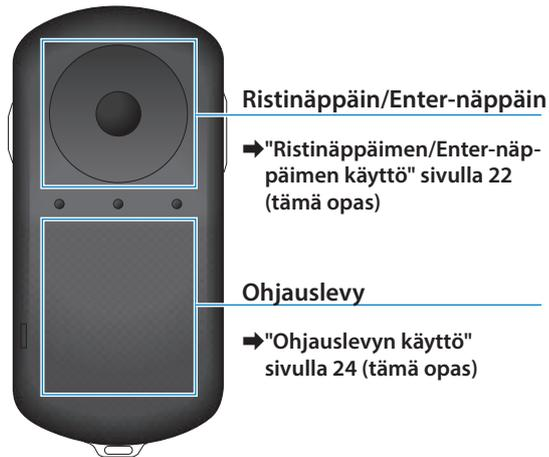 Ristinäppäin/Enter-näppäin
➡"Ristinäppäimen/Enter-näp-
päimen käyttö" sivulla 22
(tämä opas)
Ohjauslevy
➡"Ohjauslevyn käyttö"
sivulla 24 (tämä opas)